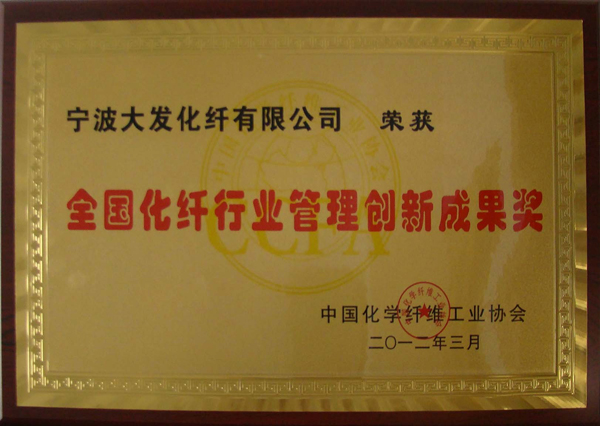 宁波大发化纤有限公司 荣获
全国化纤行业管理创新成果奖
CCFA
中国化学纤维工业协会
二〇一二年三月